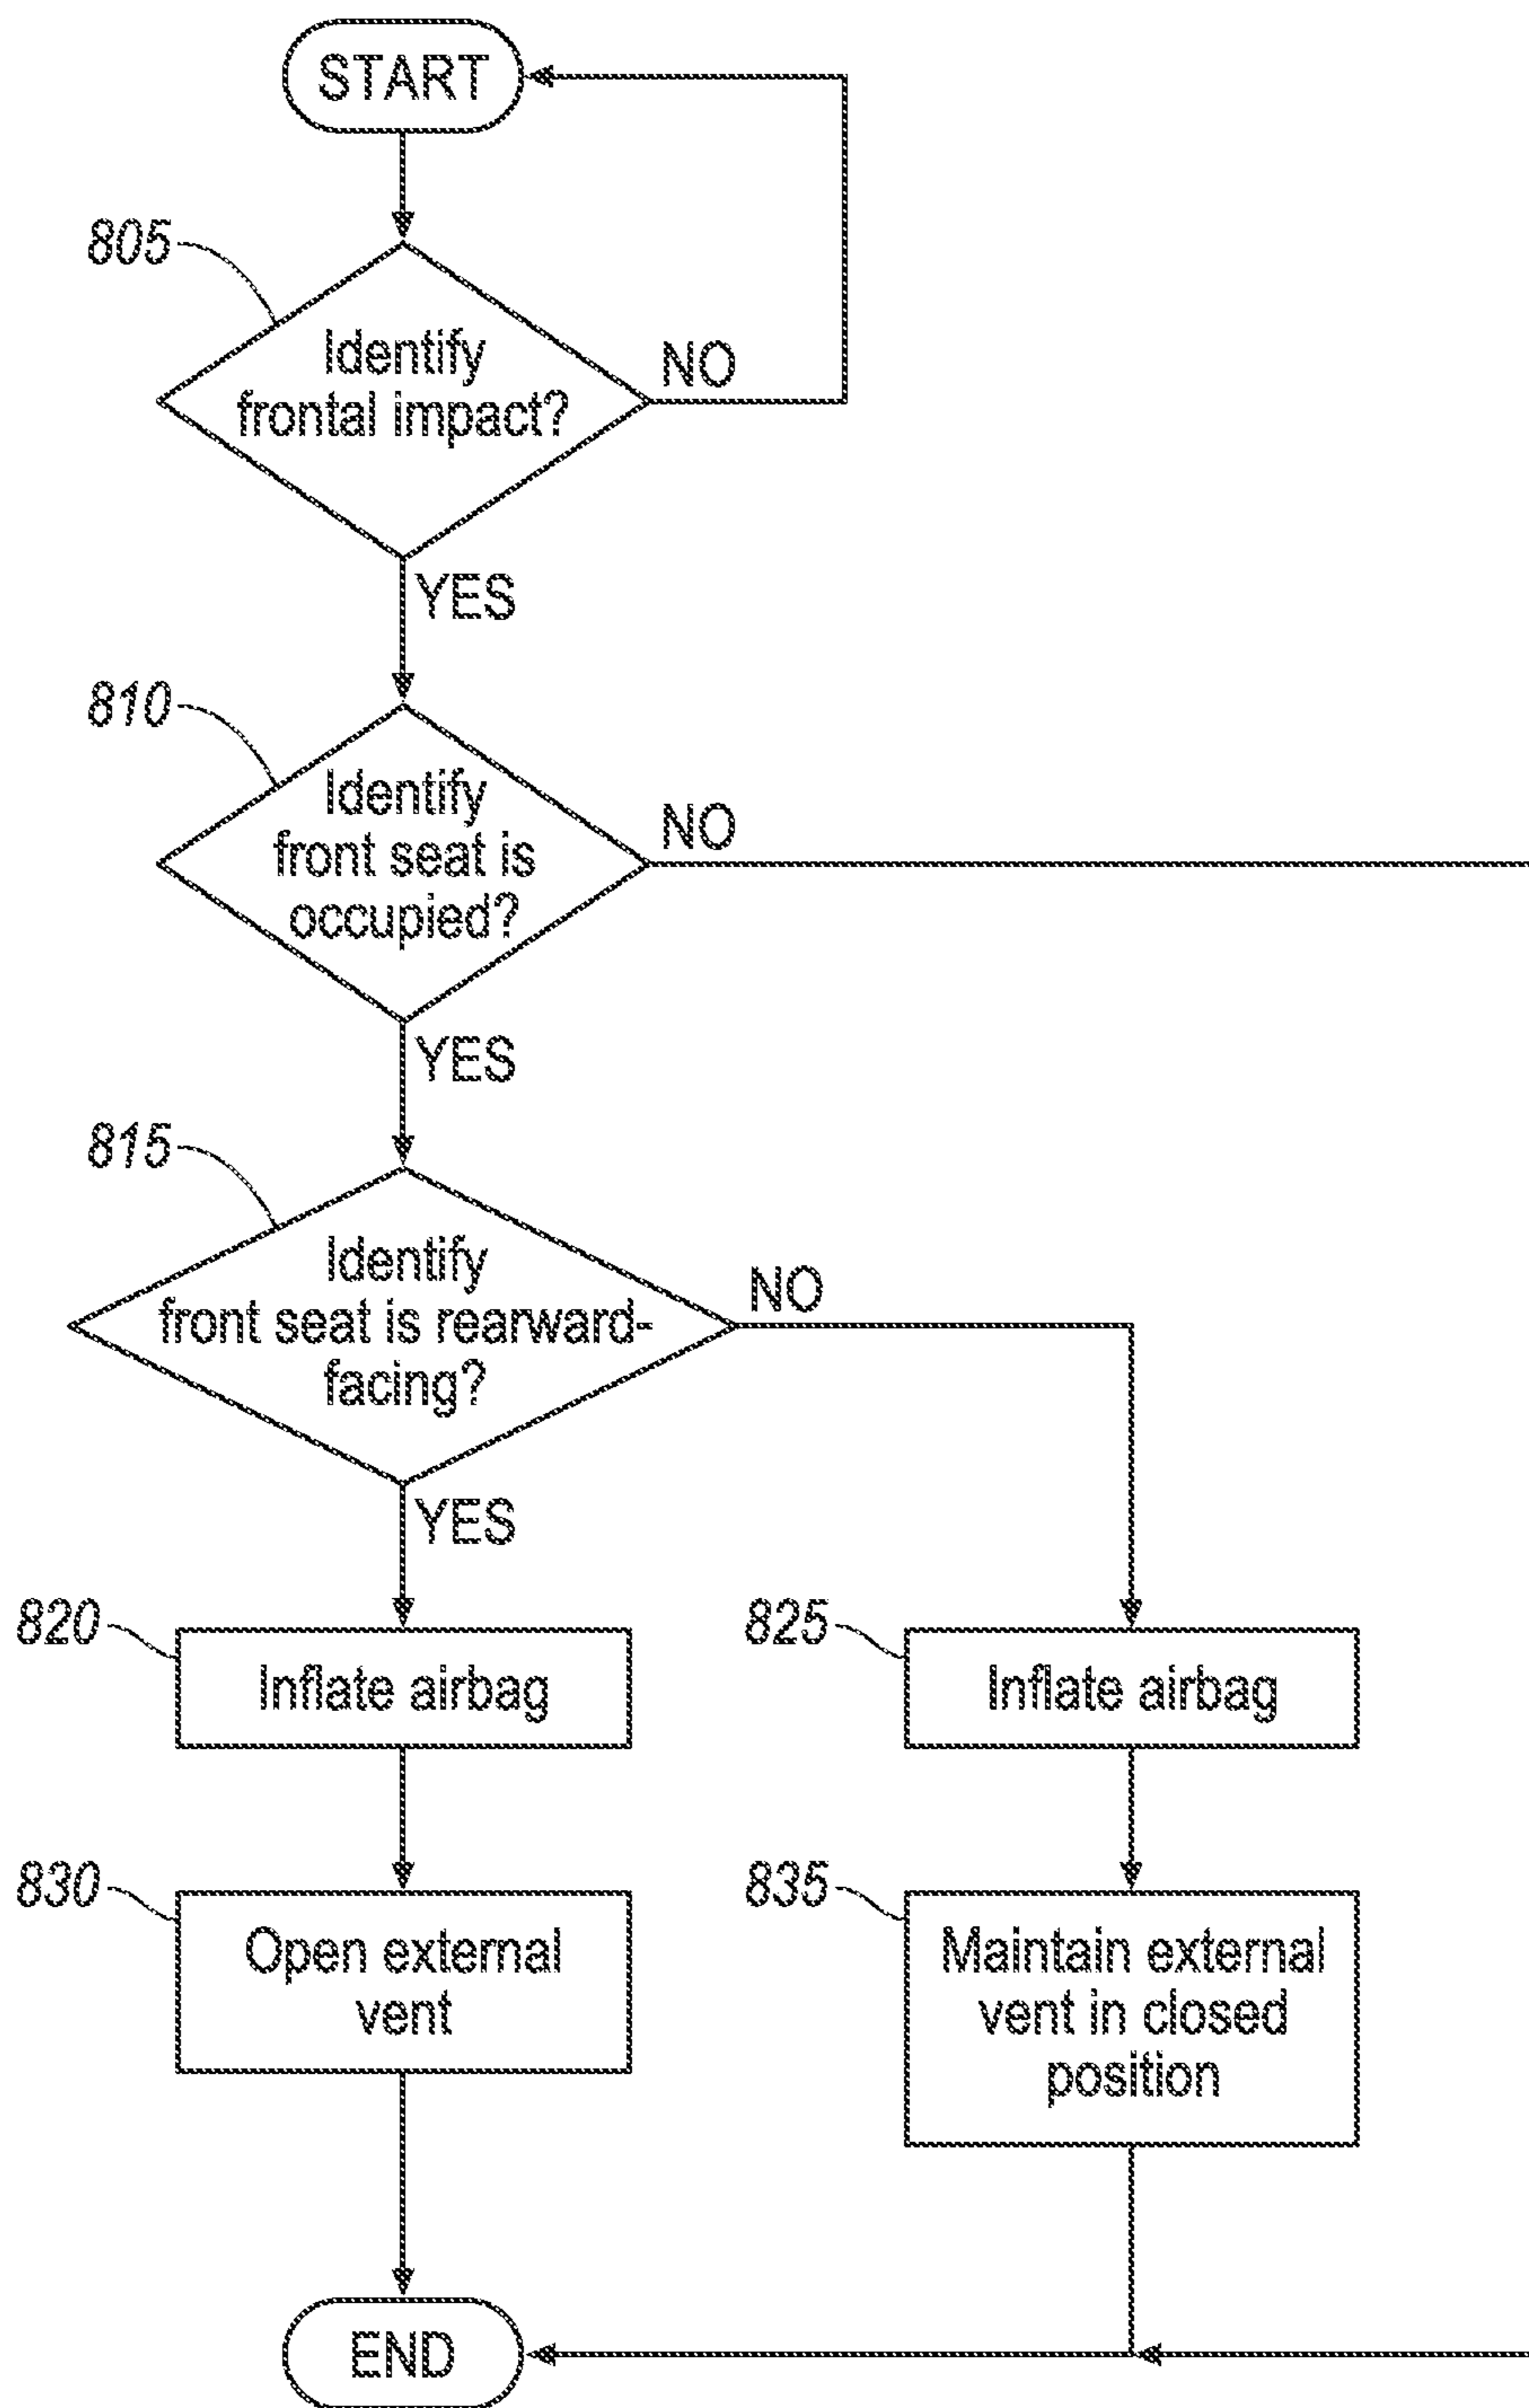 START
805
Identify
frontal impact?
NO
YES
810
Identify
front seat is
occupied?
NO
YES
815
Identify
front seat is rearward-
facing?
NO
YES
820
Inflate airbag
825
Inflate airbag
830
Open external
vent
835
Maintain external
vent in closed
position
END